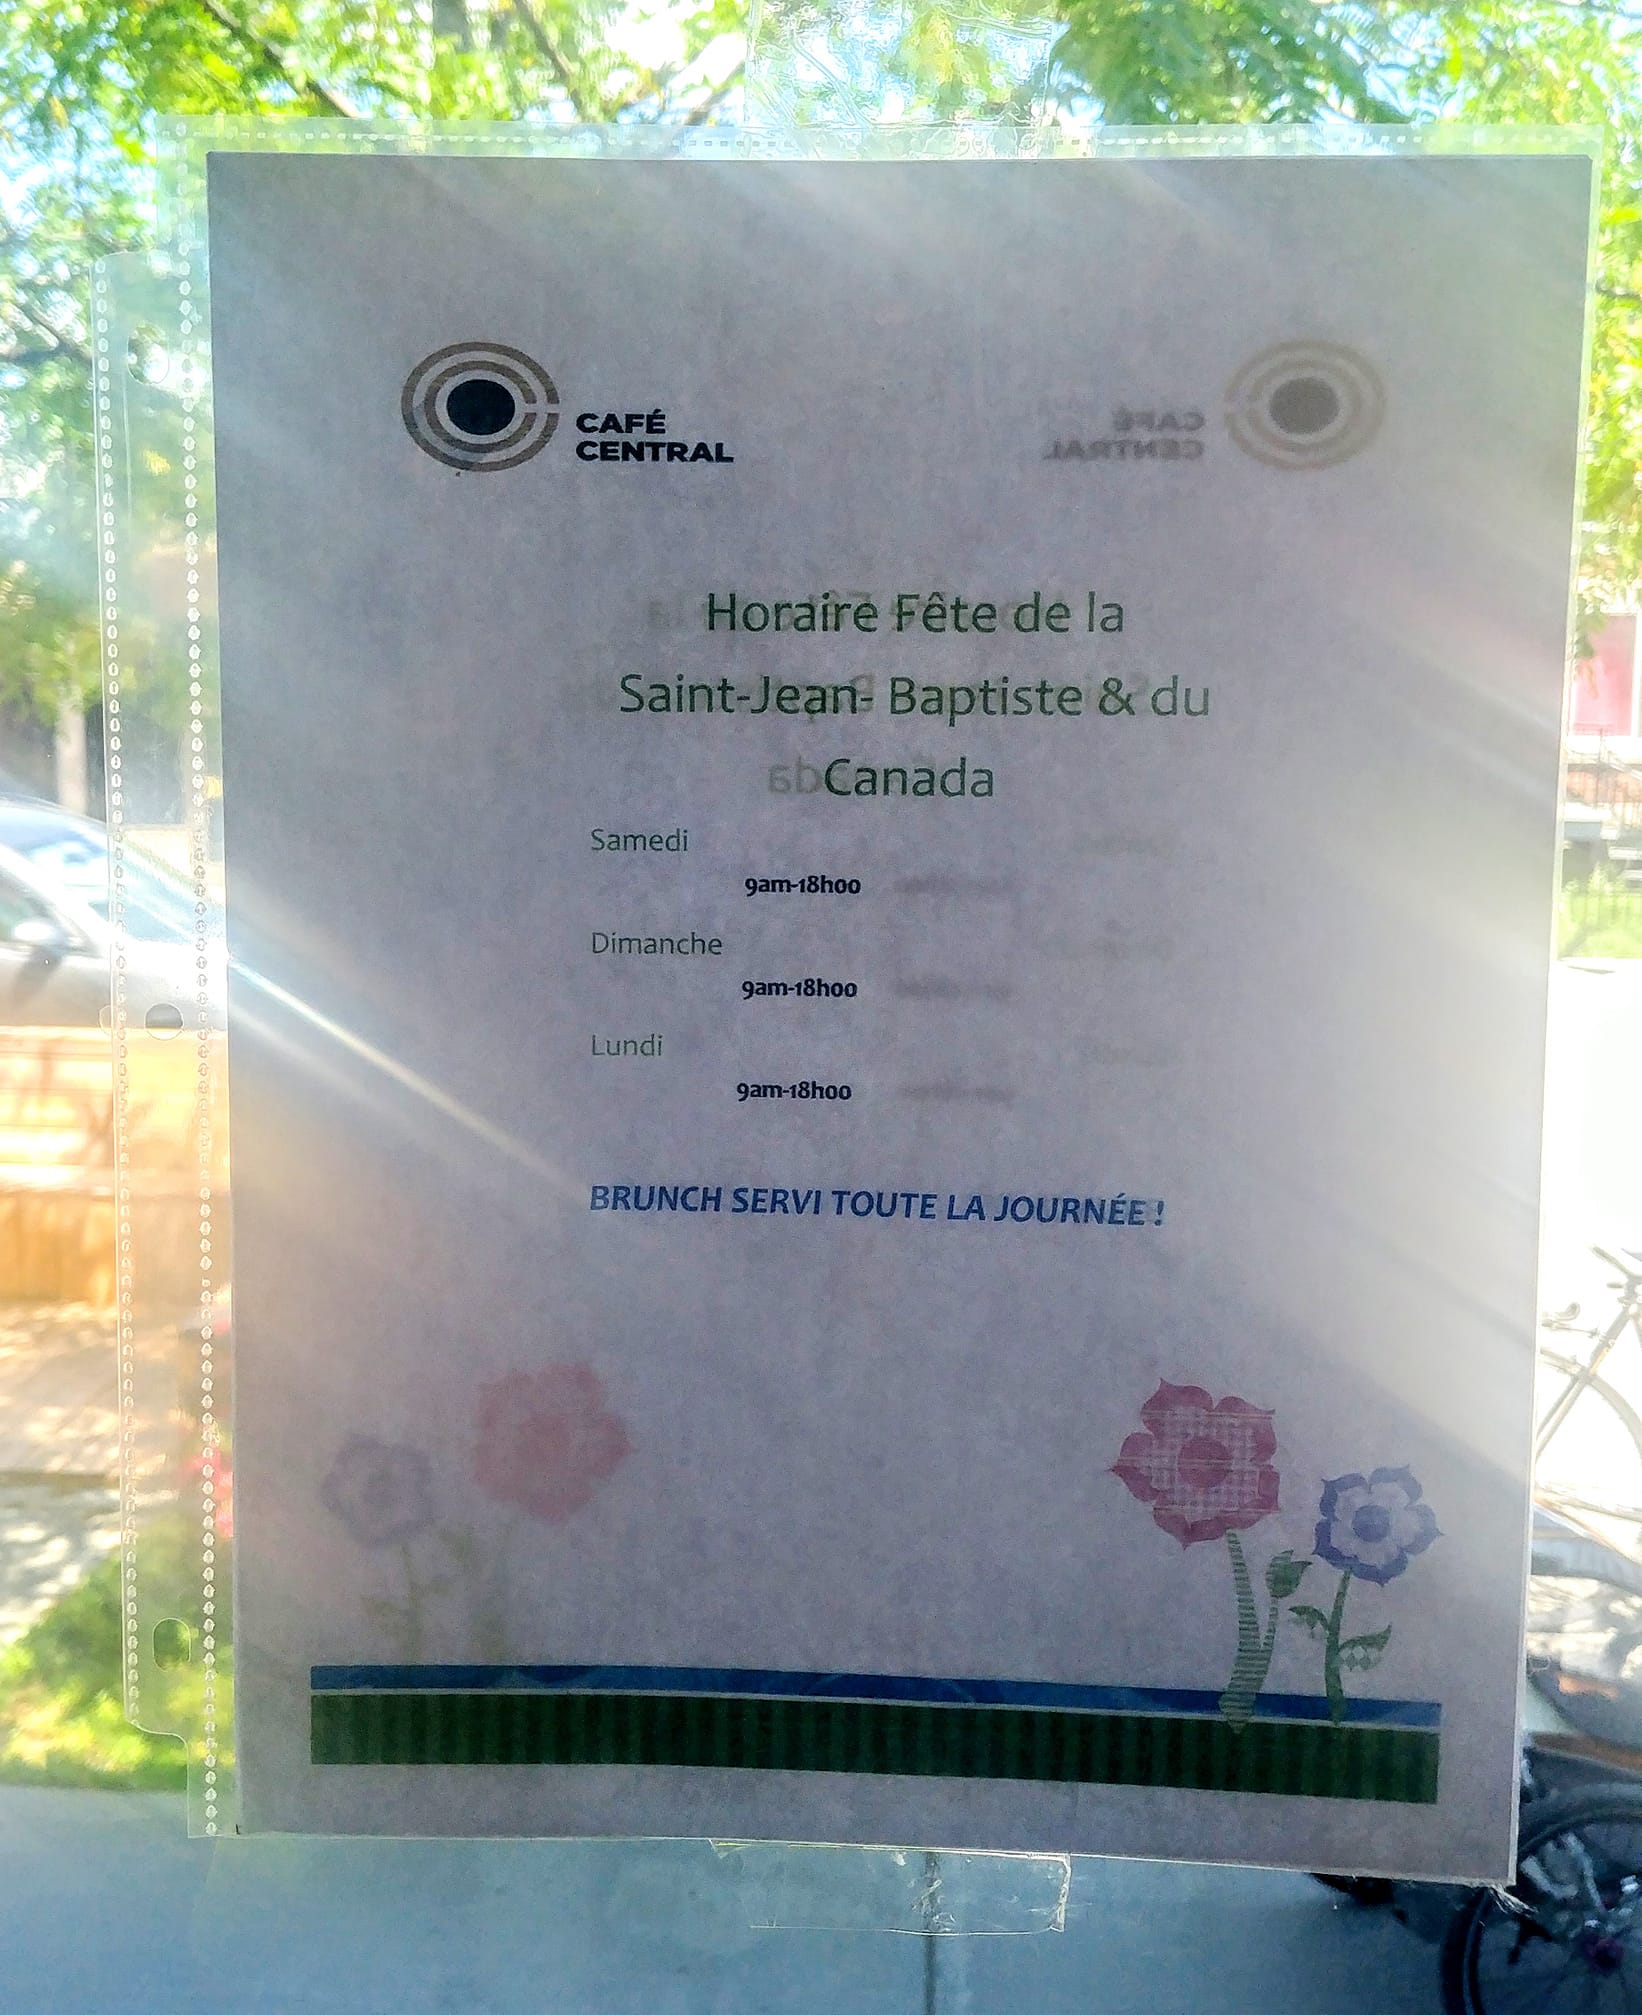 CAFÉ
CENTRAL
Horaire Fête de la
Saint-Jean- Baptiste & du
Canada
Samedi
9am-18h00
Dimanche
9am-18h00
Lundi
9am-18h00
BRUNCH SERVI TOUTE LA JOURNÉE !